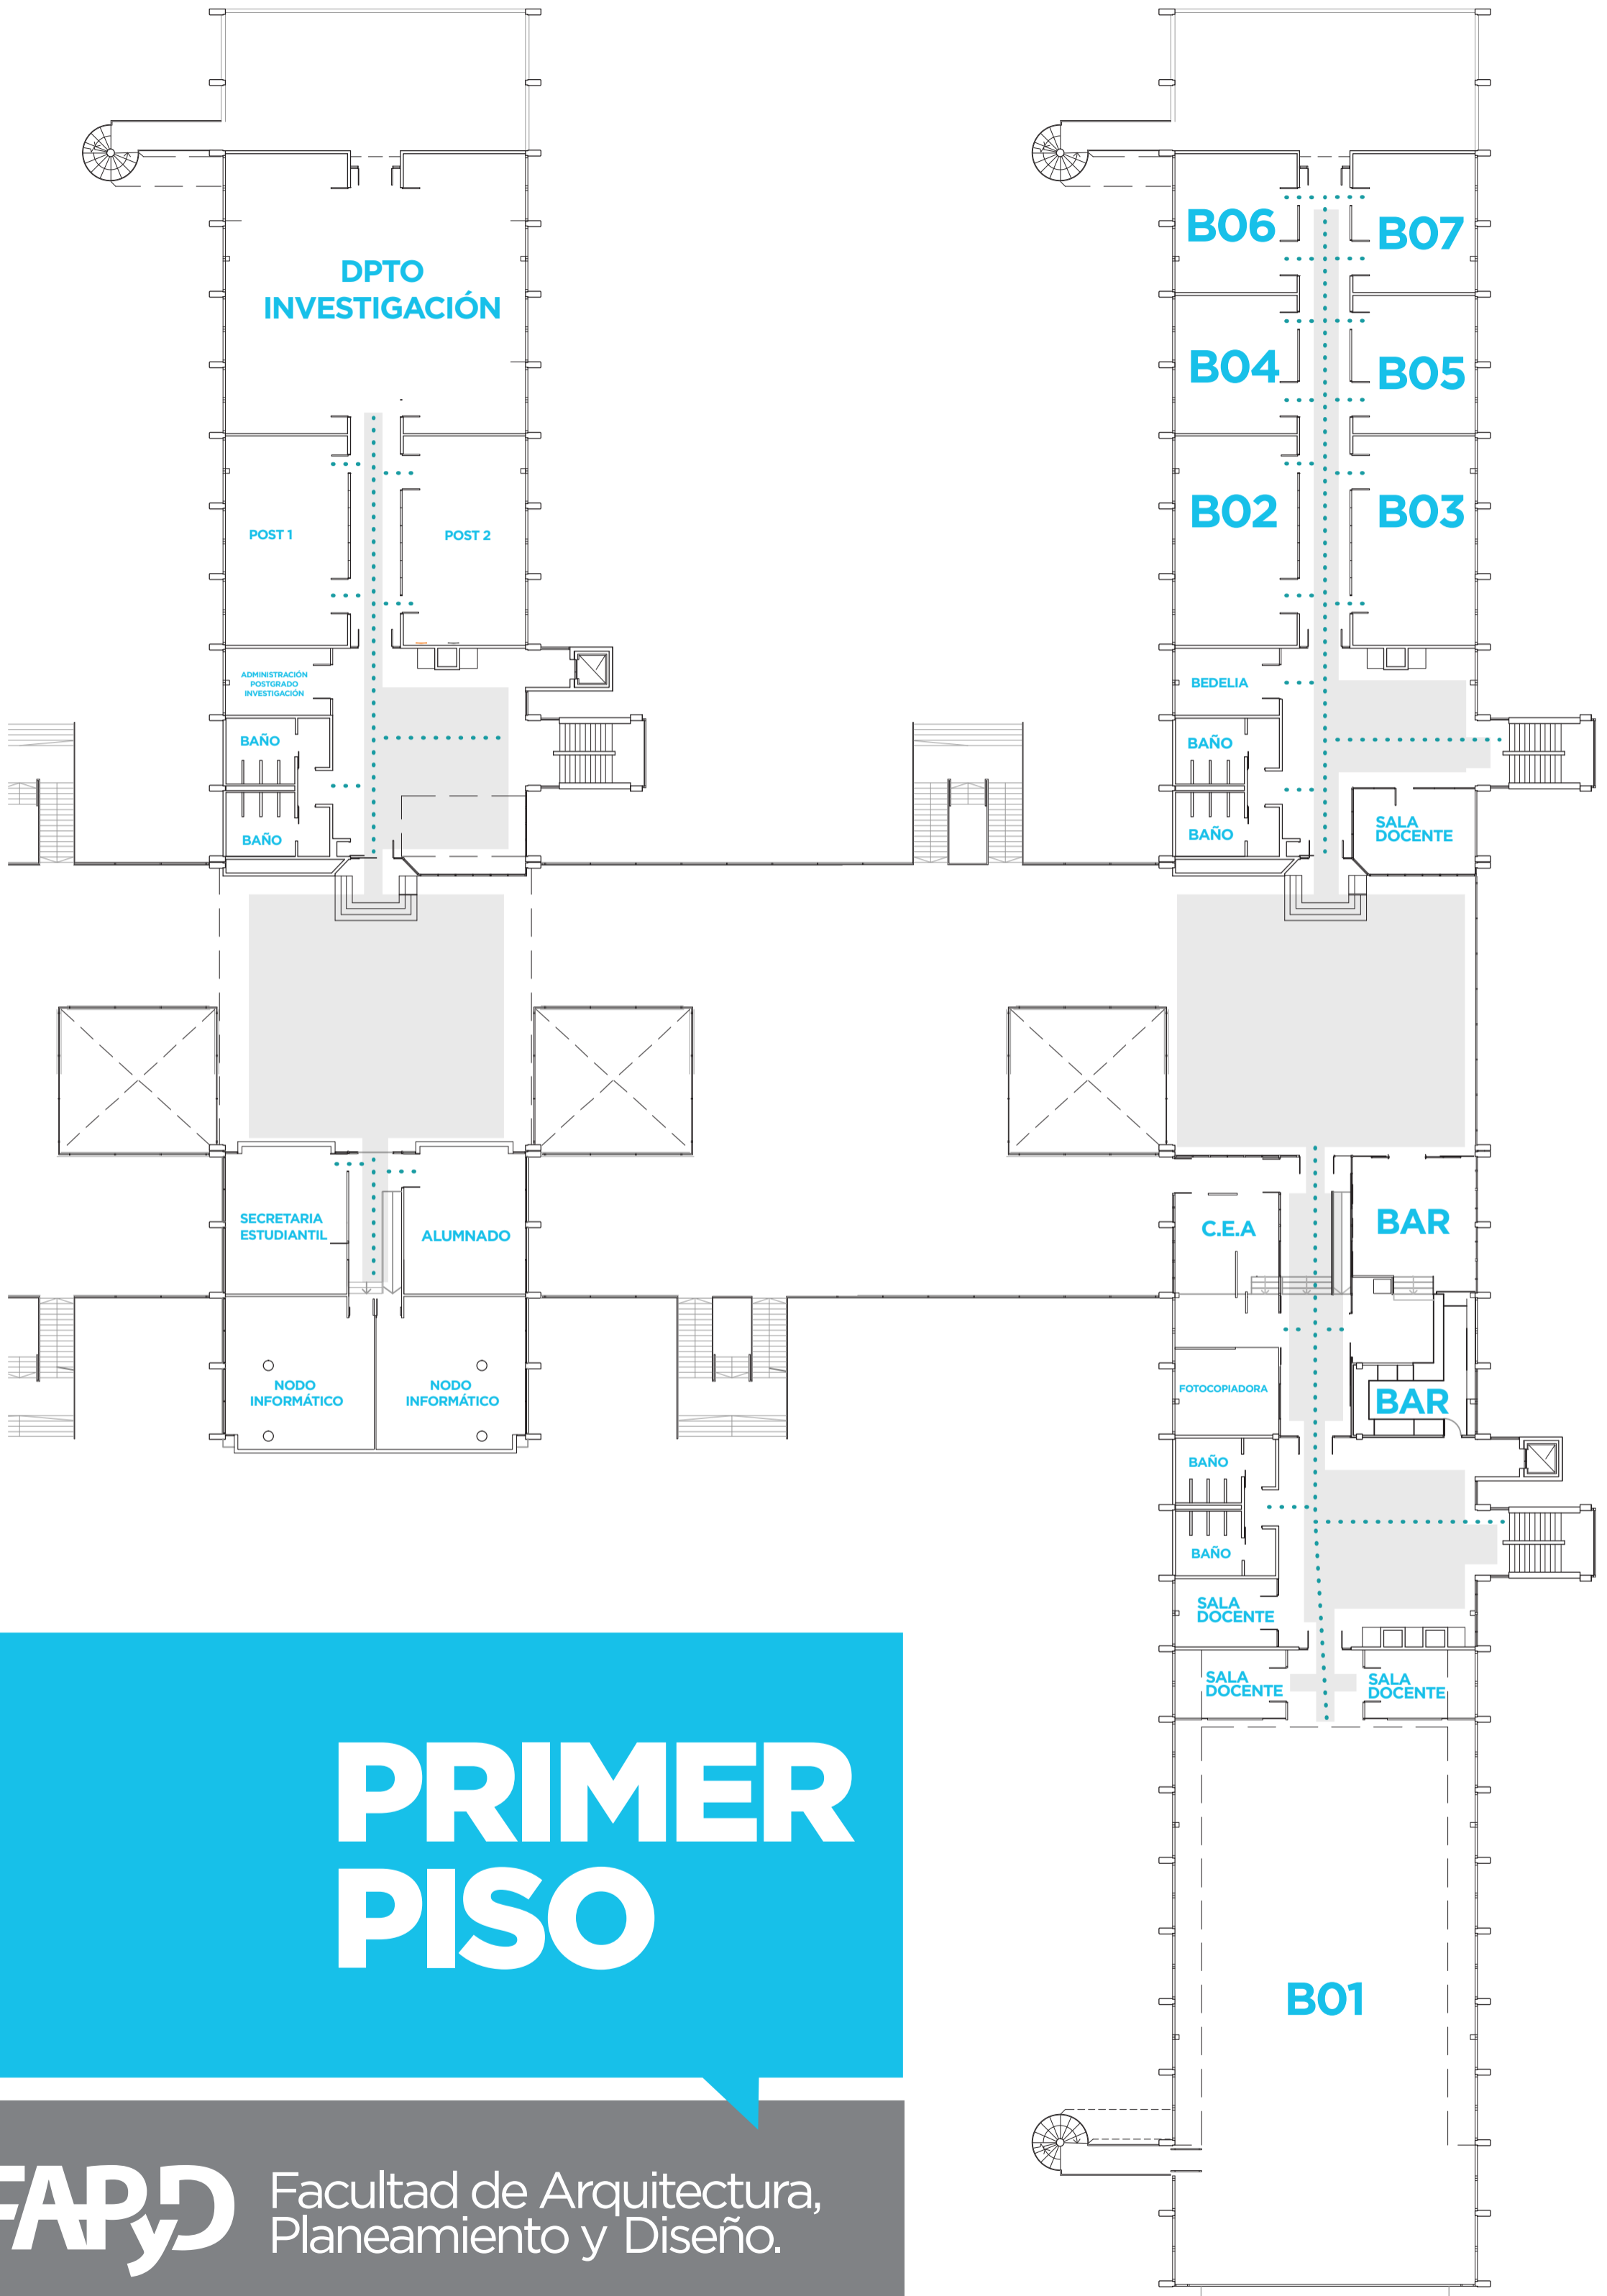 DPTO
INVESTIGACIÓN
POST 1
POST 2
ADMINISTRACIÓN
POSTGRADO
INVESTIGACIÓN
BAÑO
BAÑO
SECRETARIA
ESTUDIANTIL
ALUMNADO
NODO
INFORMÁTICO
NODO
INFORMÁTICO
B06
B07
B04
B05
B02
B03
BEDELIA
BAÑO
BAÑO
SALA
DOCENTE
C.E.A
BAR
FOTOCOPIADORA
BAR
BAÑO
BAÑO
SALA
DOCENTE
SALA
DOCENTE
SALA
DOCENTE
B01
PRIMER
PISO
FAPyD
Facultad de Arquitectura,
Planeamiento y Diseño.